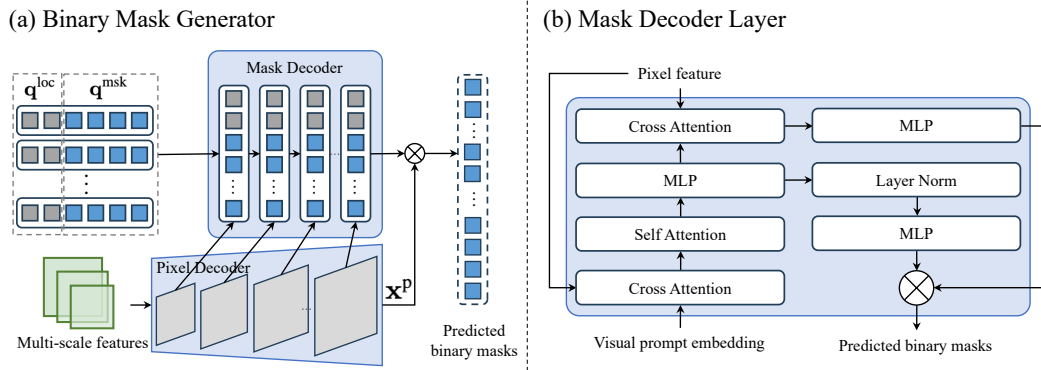 (a) Binary Mask Generator
q^loc q^msk
Mask Decoder
Pixel Decoder
x^p
Multi-scale features
Predicted
binary masks
(b) Mask Decoder Layer
Pixel feature
Cross Attention
MLP
MLP
Layer Norm
Self Attention
MLP
Cross Attention
Visual prompt embedding
Predicted binary masks